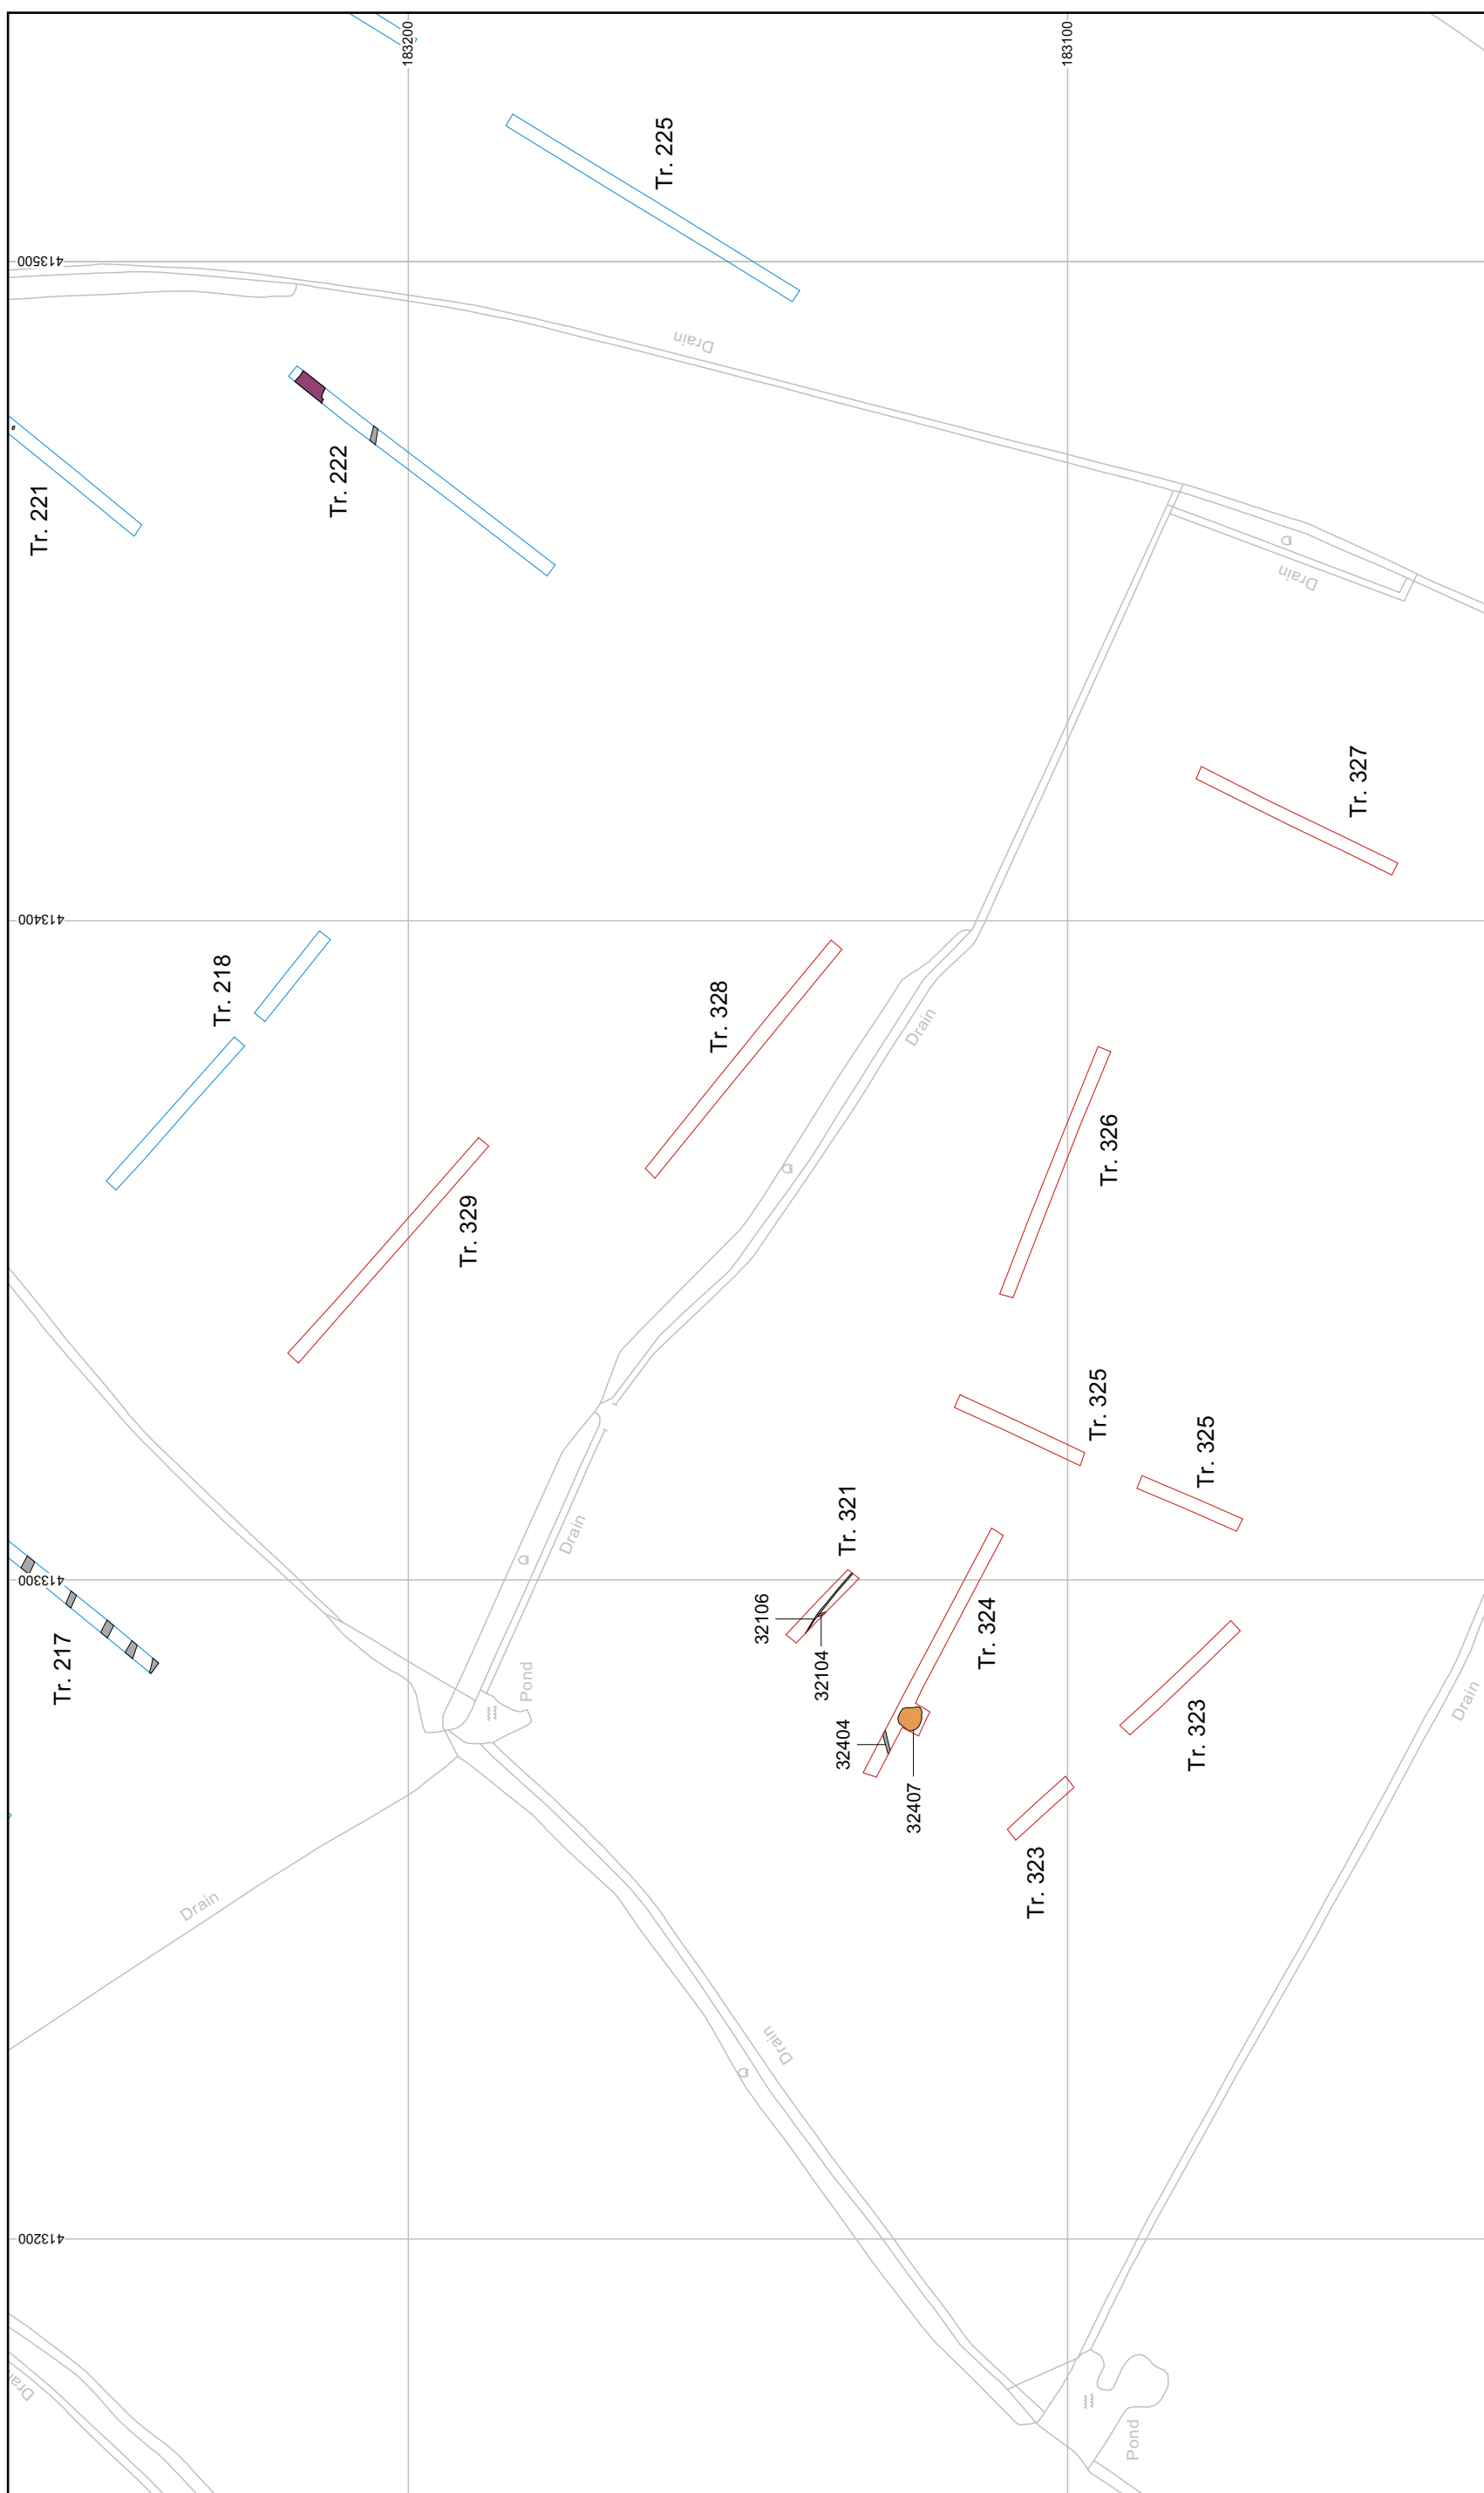 183200
183100
Tr. 225
413500
Drain
Tr. 222
Tr. 221
Drain
Tr. 327
413400
Tr. 218
Tr. 328
Drain
Tr. 326
Tr. 329
Tr. 325
Tr. 325
Tr. 321
Drain
413300
32106
Tr. 217
Tr. 324
32104
Pond
Drain
32404
Tr. 323
32407
Tr. 323
Drain
Drain
413200
Drain
Pond